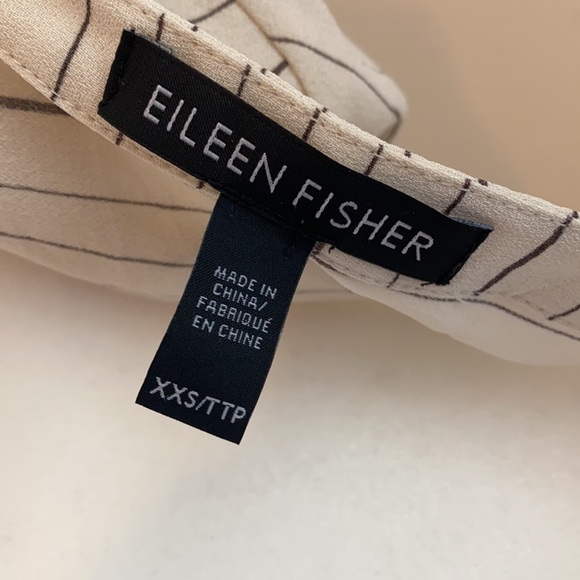 EILEEN FISHER
MADE IN
CHINA/
FABRIQUÉ
EN CHINE
XXS/TTP